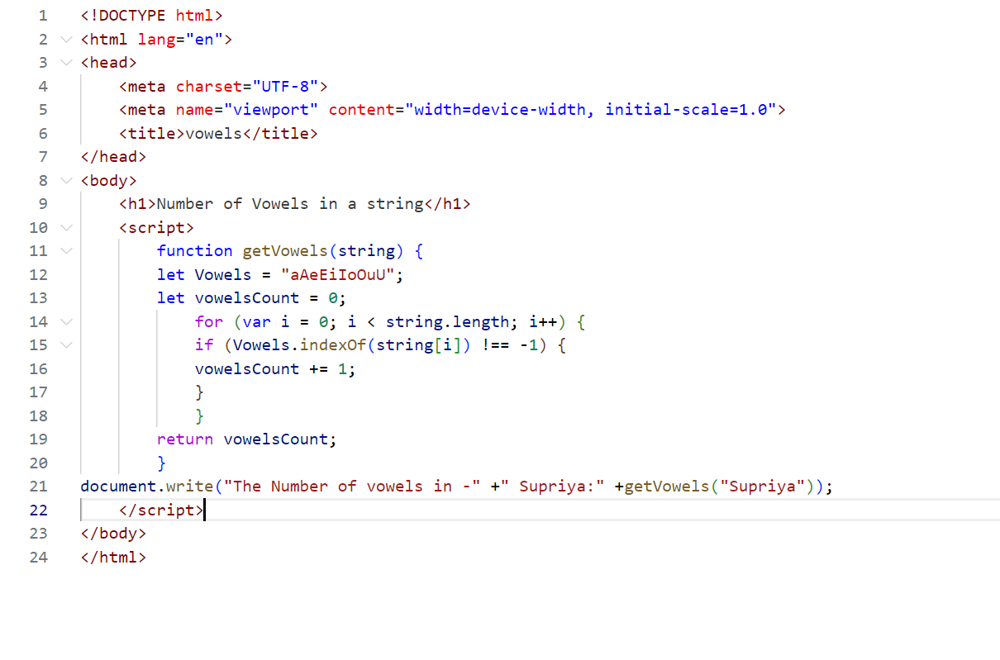 1 <!DOCTYPE html>
2 <html lang="en">
3 <head>
4     <meta charset="UTF-8">
5     <meta name="viewport" content="width=device-width, initial-scale=1.0">
6     <title>vowels</title>
7 </head>
8 <body>
9     <h1>Number of Vowels in a string</h1>
10     <script>
11         function getVowels(string) {
12         let Vowels = "aAeEiIoOuU";
13         let vowelsCount = 0;
14             for (var i = 0; i < string.length; i++) {
15             if (Vowels.indexOf(string[i]) !== -1) {
16             vowelsCount += 1;
17             }
18             }
19         return vowelsCount;
20         }
21 document.write("The Number of vowels in -" +" Supriya:" +getVowels("Supriya"));
22     </script>
23 </body>
24 </html>